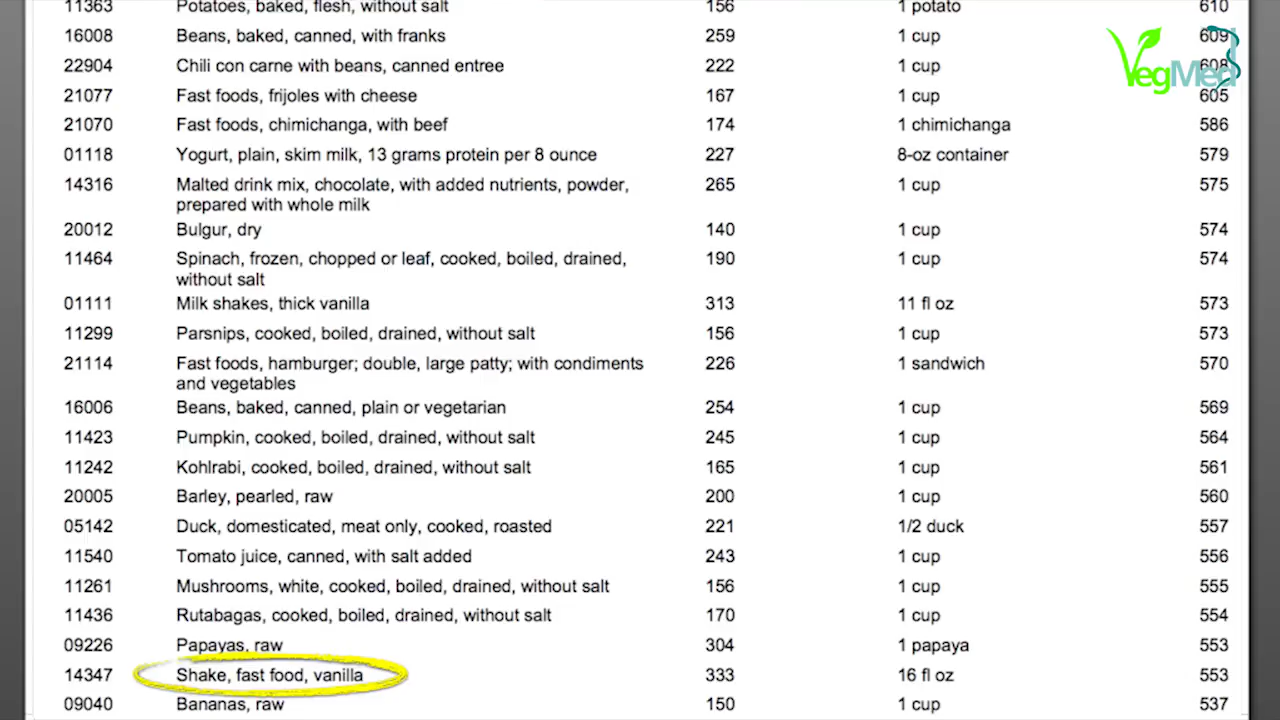 11363 Potatoes, baked, flesh, without salt 156 1 potato 610
16008 Beans, baked, canned, with franks 259 1 cup 609
22904 Chili con carne with beans, canned entree 222 1 cup 608
21077 Fast foods, frijoles with cheese 167 1 cup 605
21070 Fast foods, chimichanga, with beef 174 1 chimichanga 586
01118 Yogurt, plain, skim milk, 13 grams protein per 8 ounce 227 8-oz container 579
14316 Malted drink mix, chocolate, with added nutrients, powder, 265 1 cup 575
prepared with whole milk
20012 Bulgur, dry 140 1 cup 574
11464 Spinach, frozen, chopped or leaf, cooked, boiled, drained, 190 1 cup 574
without salt
01111 Milk shakes, thick vanilla 313 11 fl oz 573
11299 Parsnips, cooked, boiled, drained, without salt 156 1 cup 573
21114 Fast foods, hamburger; double, large patty; with condiments 226 1 sandwich 570
and vegetables
16006 Beans, baked, canned, plain or vegetarian 254 1 cup 569
11423 Pumpkin, cooked, boiled, drained, without salt 245 1 cup 564
11242 Kohlrabi, cooked, boiled, drained, without salt 165 1 cup 561
20005 Barley, pearled, raw 200 1 cup 560
05142 Duck, domesticated, meat only, cooked, roasted 221 1/2 duck 557
11540 Tomato juice, canned, with salt added 243 1 cup 556
11261 Mushrooms, white, cooked, boiled, drained, without salt 156 1 cup 555
11436 Rutabagas, cooked, boiled, drained, without salt 170 1 cup 554
09226 Papayas, raw 304 1 papaya 553
14347 Shake, fast food, vanilla 333 16 fl oz 553
09040 Bananas, raw 150 1 cup 537
VegMed